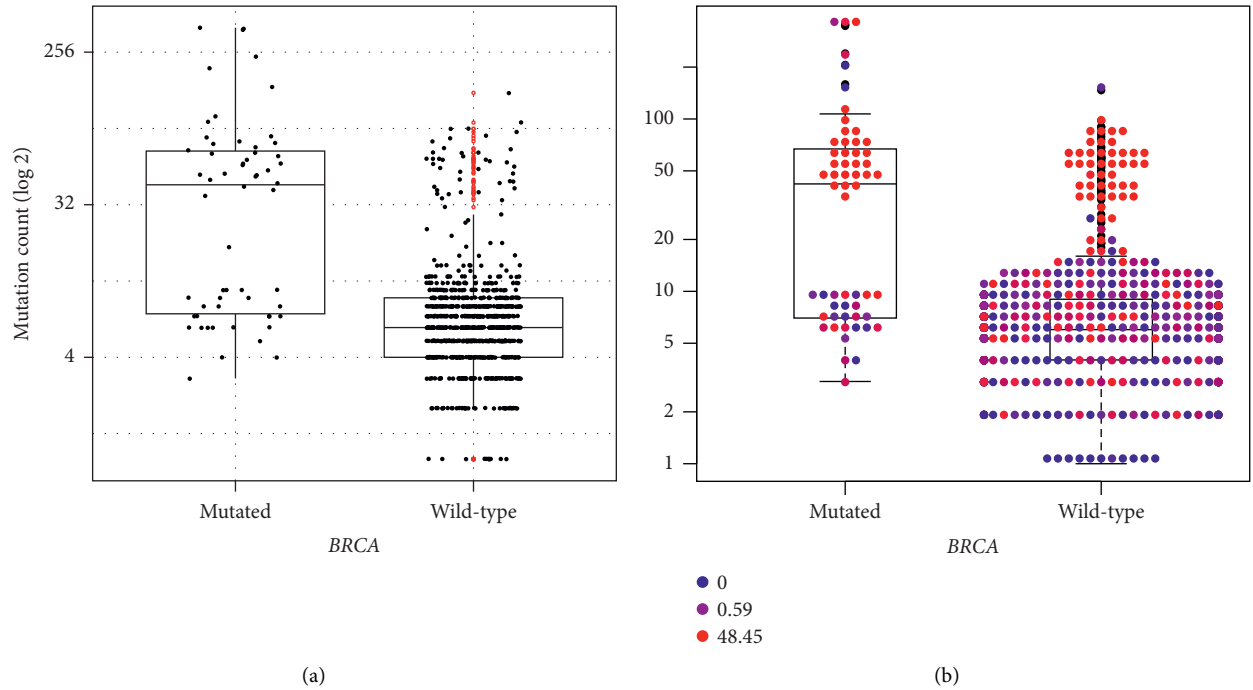 Mutation count (log 2)
256
32
4
Mutated
Wild-type
BRCA
(a)
100
50
20
10
5
2
1
Mutated
Wild-type
BRCA
0
0.59
48.45
(b)